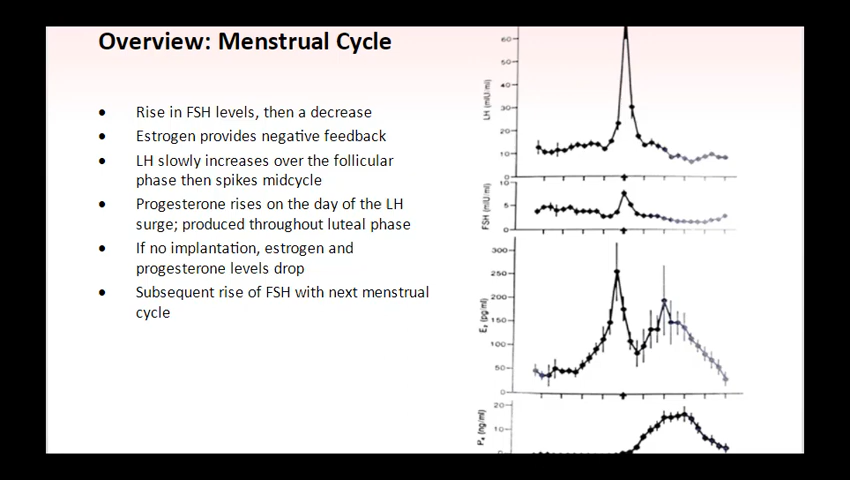 Overview: Menstrual Cycle
• Rise in FSH levels, then a decrease
• Estrogen provides negative feedback
• LH slowly increases over the follicular
phase then spikes midcycle
• Progesterone rises on the day of the LH
surge; produced throughout luteal phase
• If no implantation, estrogen and
progesterone levels drop
• Subsequent rise of FSH with next menstrual
cycle
LH (mIU/ml)
60
50
40
30
20
10
0
FSH (mIU/ml)
10
5
0
E₂ (pg/ml)
300
250
200
150
100
50
0
P₄ (ng/ml)
20
10
0